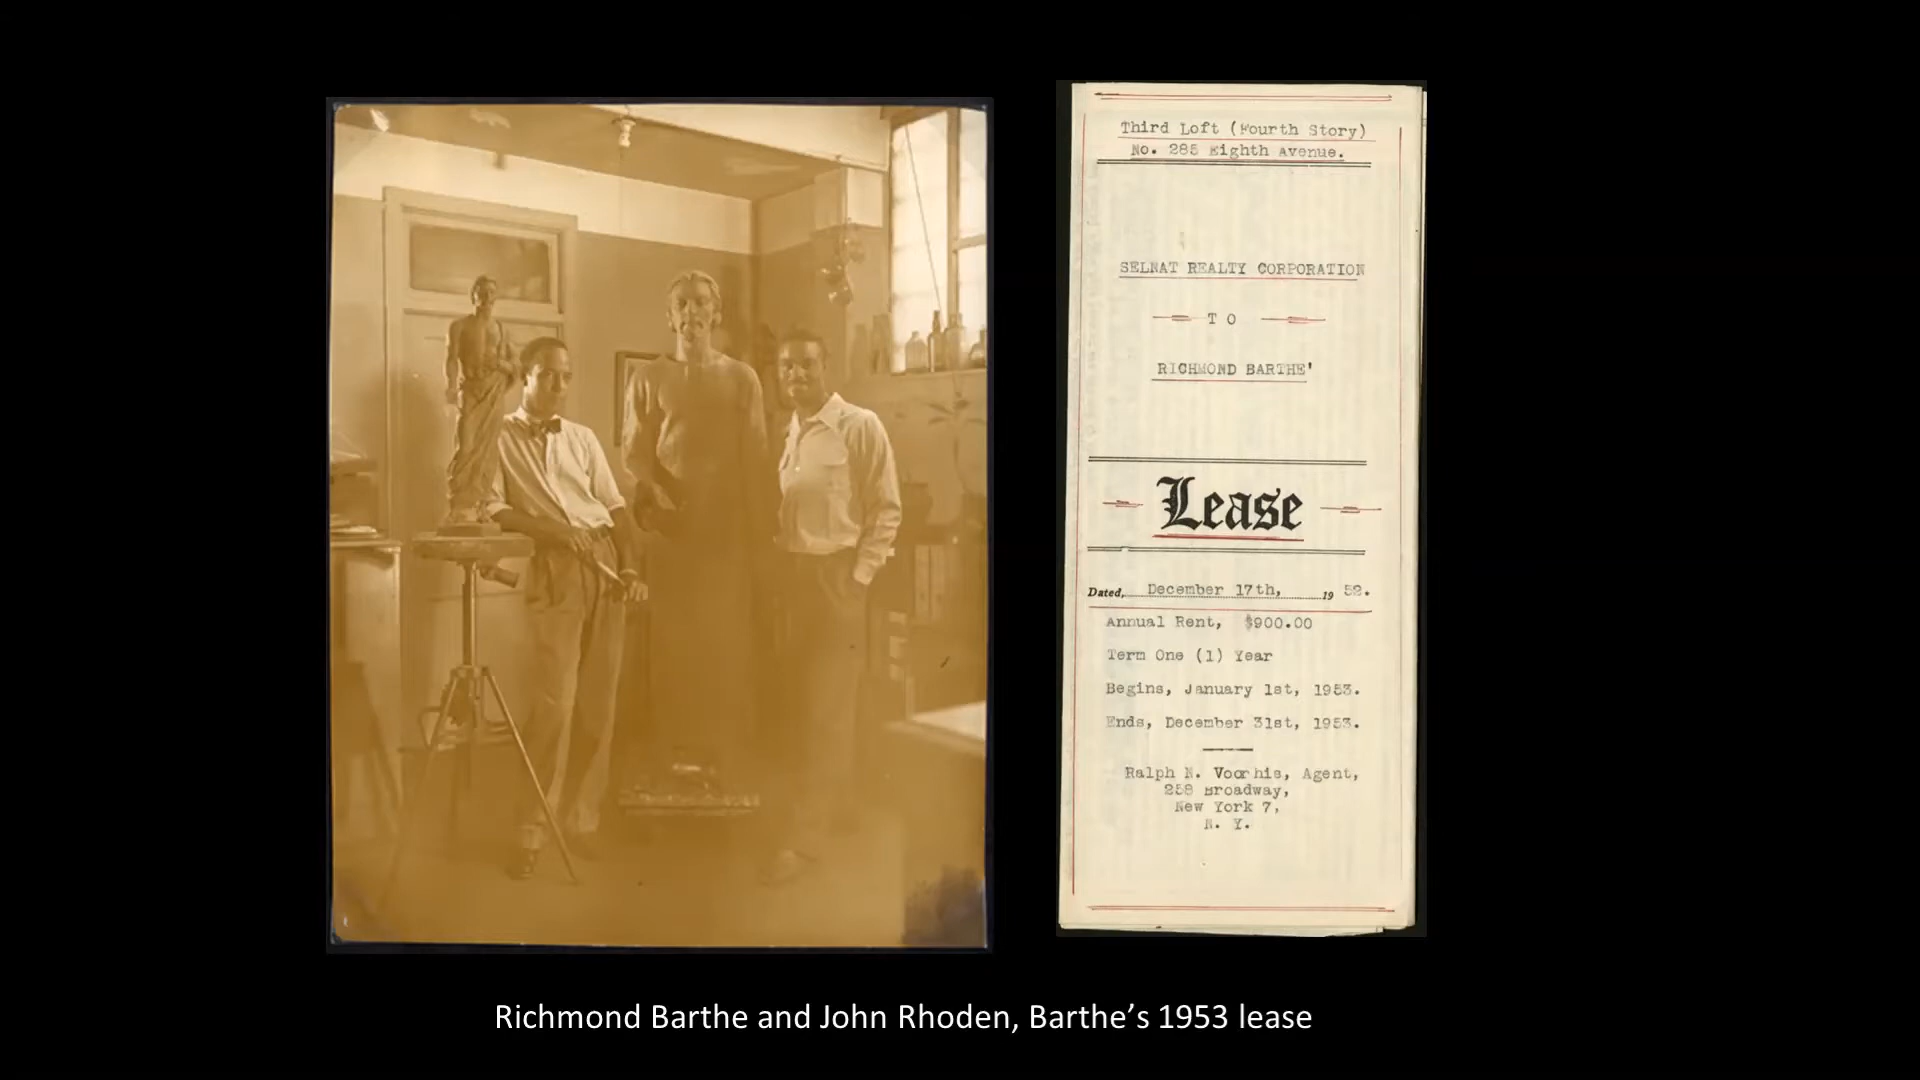 Third Loft (Fourth Story)
No. 285 Eighth Avenue.
SELNAT REALTY CORPORATION
TO
RICHMOND BARTHE'
Lease
Dated, December 17th, 19 52.
Annual Rent, $900.00
Term One (1) Year
Begins, January 1st, 1953.
Ends, December 31st, 1953.
Ralph N. Voorhis, Agent,
258 Broadway,
New York 7,
N. Y.
Richmond Barthe and John Rhoden, Barthe’s 1953 lease